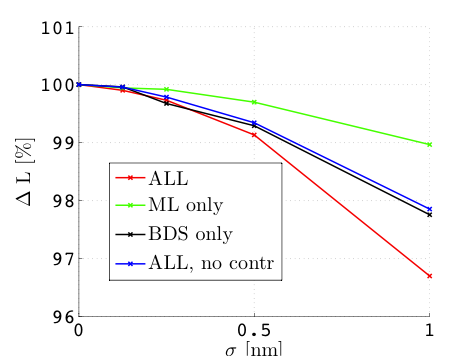 101
100
99
98
97
96
Δ L [%]
ALL
ML only
BDS only
ALL, no contr
0 0.5 1
σ [nm]